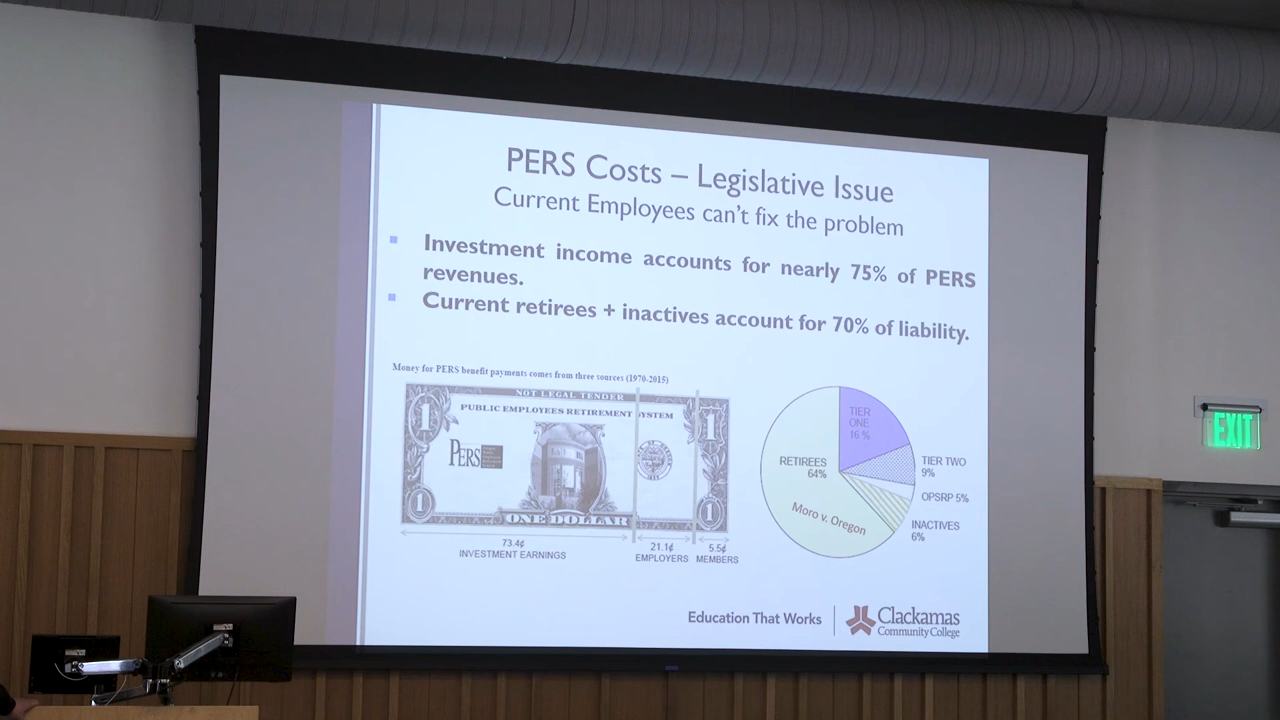 PERS Costs – Legislative Issue
Current Employees can't fix the problem
Investment income accounts for nearly 75% of PERS
revenues.
Current retirees + inactives account for 70% of liability.
Money for PERS benefit payments comes from three sources (1970-2015)
NOT LEGAL TENDER
PUBLIC EMPLOYEES RETIREMENT SYSTEM
1
1
PERS
1
1
ONE DOLLAR
73.4¢
INVESTMENT EARNINGS
21.1¢
EMPLOYERS
5.5¢
MEMBERS
TIER
ONE
16 %
TIER TWO
9%
OPSRP 5%
INACTIVES
6%
RETIREES
64%
Moro v. Oregon
Education That Works
Clackamas
Community College
EXIT